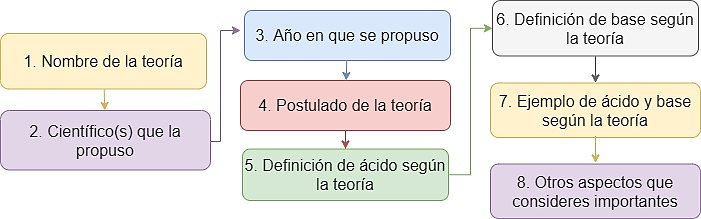 1. Nombre de la teoría
2. Científico(s) que la
propuso
3. Año en que se propuso
4. Postulado de la teoría
5. Definición de ácido según
la teoría
6. Definición de base según
la teoría
7. Ejemplo de ácido y base
según la teoría
8. Otros aspectos que
consideres importantes